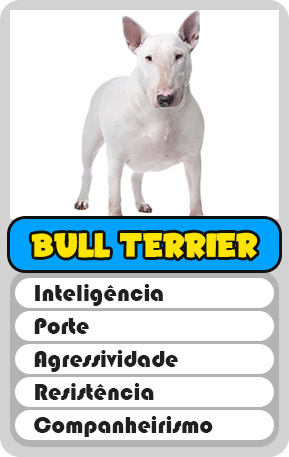 BULL TERRIER
Inteligência
Porte
Agressividade
Resistência
Companheirismo